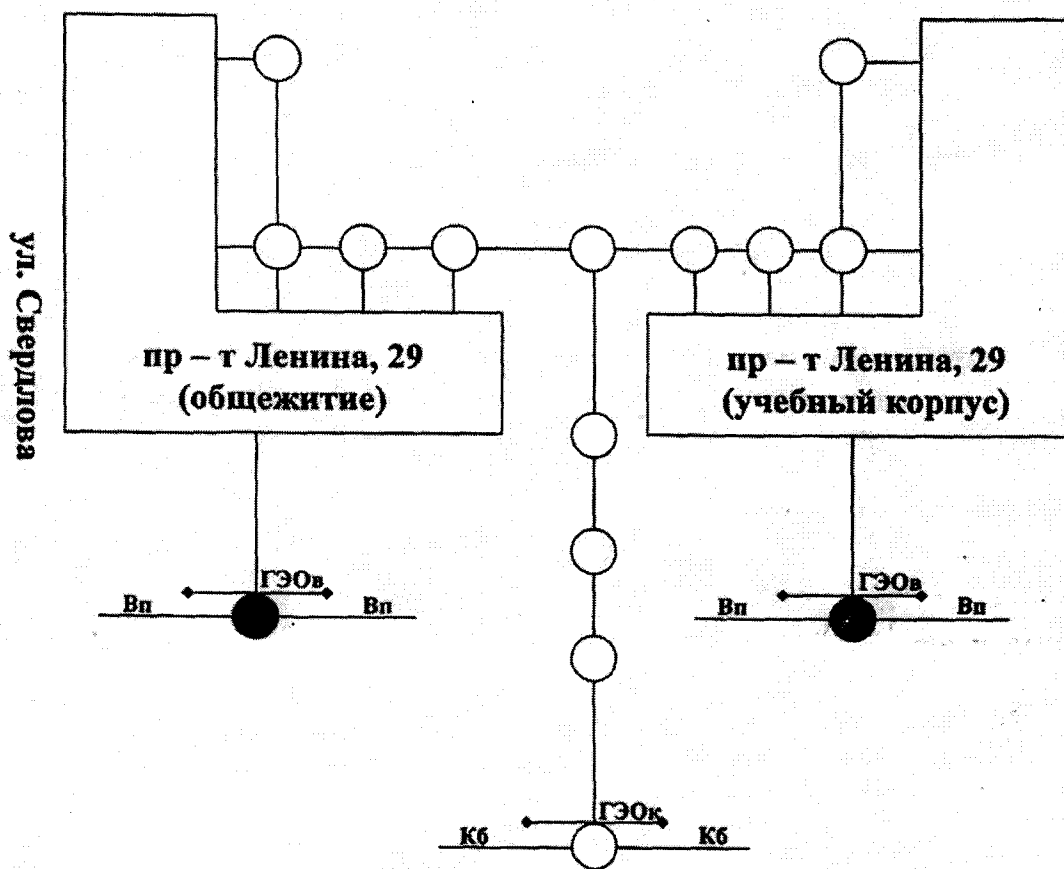 ул. Свердлова
пр – т Ленина, 29
(общежитие)
пр – т Ленина, 29
(учебный корпус)
ГЭОв
Вп
Вп
ГЭОв
Вп
Вп
ГЭОк
Кб
Кб